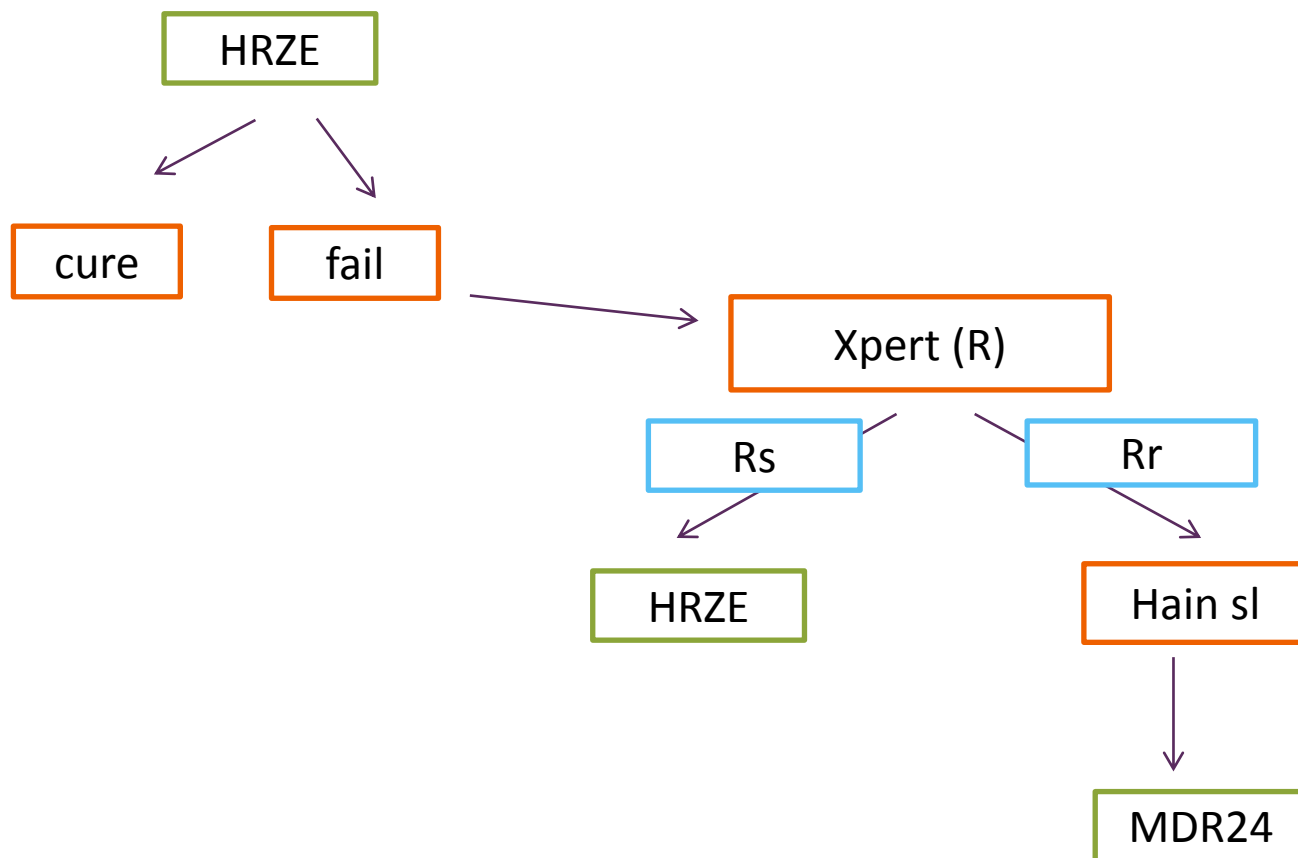 HRZE
cure
fail
Xpert (R)
Rs
Rr
HRZE
Hain sl
MDR24